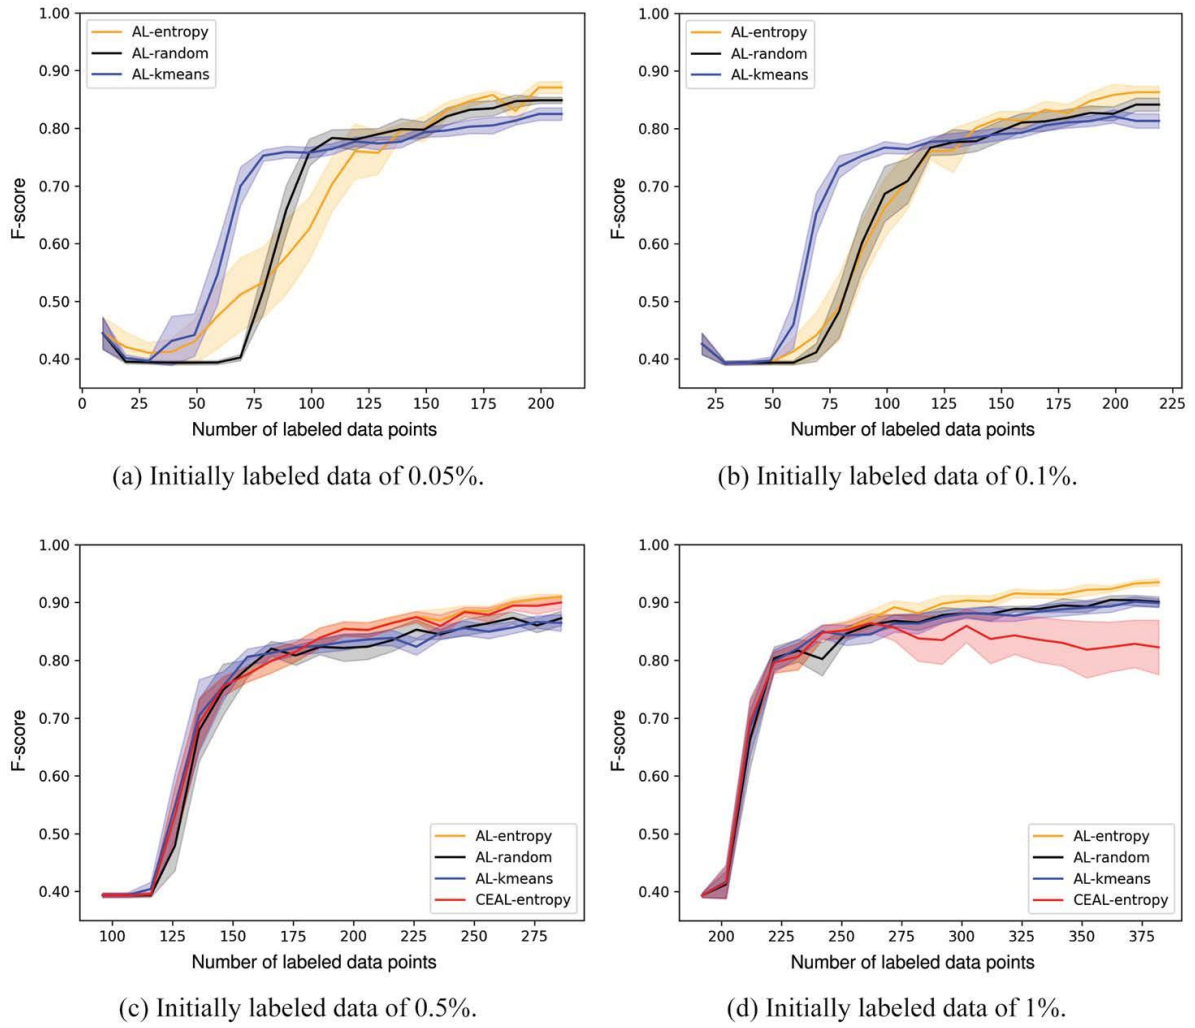 1.00
0.90
0.80
0.70
0.60
0.50
0.40
F-score
AL-entropy
AL-random
AL-kmeans
0 25 50 75 100 125 150 175 200
Number of labeled data points
(a) Initially labeled data of 0.05%.
1.00
0.90
0.80
0.70
0.60
0.50
0.40
F-score
AL-entropy
AL-random
AL-kmeans
25 50 75 100 125 150 175 200 225
Number of labeled data points
(b) Initially labeled data of 0.1%.
1.00
0.90
0.80
0.70
0.60
0.50
0.40
F-score
AL-entropy
AL-random
AL-kmeans
CEAL-entropy
100 125 150 175 200 225 250 275
Number of labeled data points
(c) Initially labeled data of 0.5%.
1.00
0.90
0.80
0.70
0.60
0.50
0.40
F-score
AL-entropy
AL-random
AL-kmeans
CEAL-entropy
200 225 250 275 300 325 350 375
Number of labeled data points
(d) Initially labeled data of 1%.